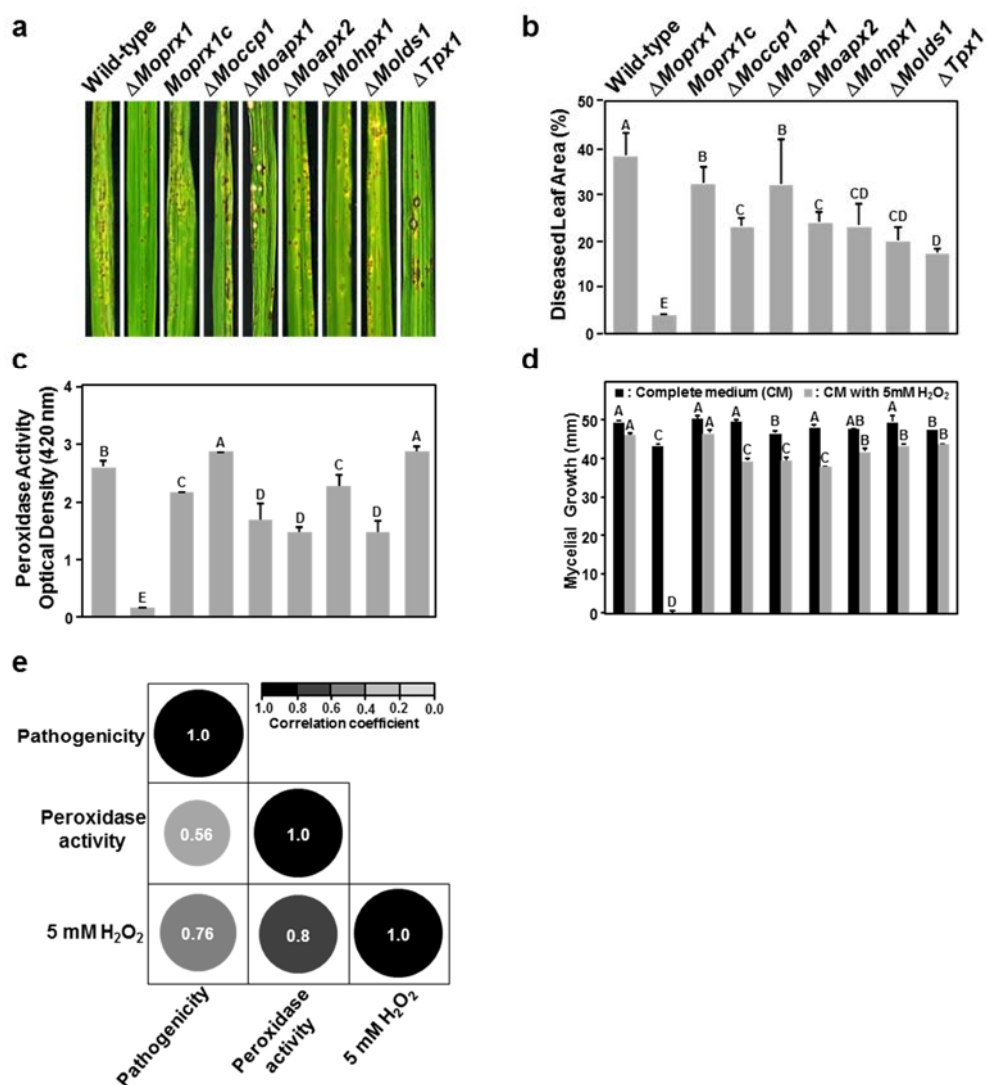 a
Wild-type ΔMoprx1 Moprx1c ΔMoccp1 ΔMoapx1 ΔMoapx2 ΔMohpx1 ΔMolds1 ΔTpx1
b
Wild-type ΔMoprx1 Moprx1c ΔMoccp1 ΔMoapx1 ΔMoapx2 ΔMohpx1 ΔMolds1 ΔTpx1
Diseased Leaf Area (%)
50
40
30
20
10
0
A E B C B C CD CD D
c
Peroxidase Activity
Optical Density (420 nm)
4
3
2
1
0
B E C A D D C D A
d
Mycelial Growth (mm)
: Complete medium (CM) : CM with 5mM H₂O₂
50
40
30
20
10
0
A A C D A A A C B C A C AB B A B B B
e
1.0 0.8 0.6 0.4 0.2 0.0
Correlation coefficient
Pathogenicity
1.0
Peroxidase
activity
0.56 1.0
5 mM H₂O₂
0.76 0.8 1.0
Pathogenicity
Peroxidase
activity
5 mM H₂O₂